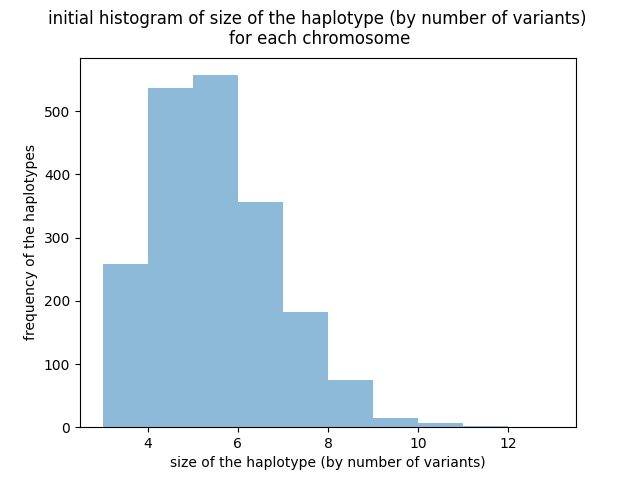 initial histogram of size of the haplotype (by number of variants)
for each chromosome
frequency of the haplotypes
500
400
300
200
100
0
4 6 8 10 12
size of the haplotype (by number of variants)